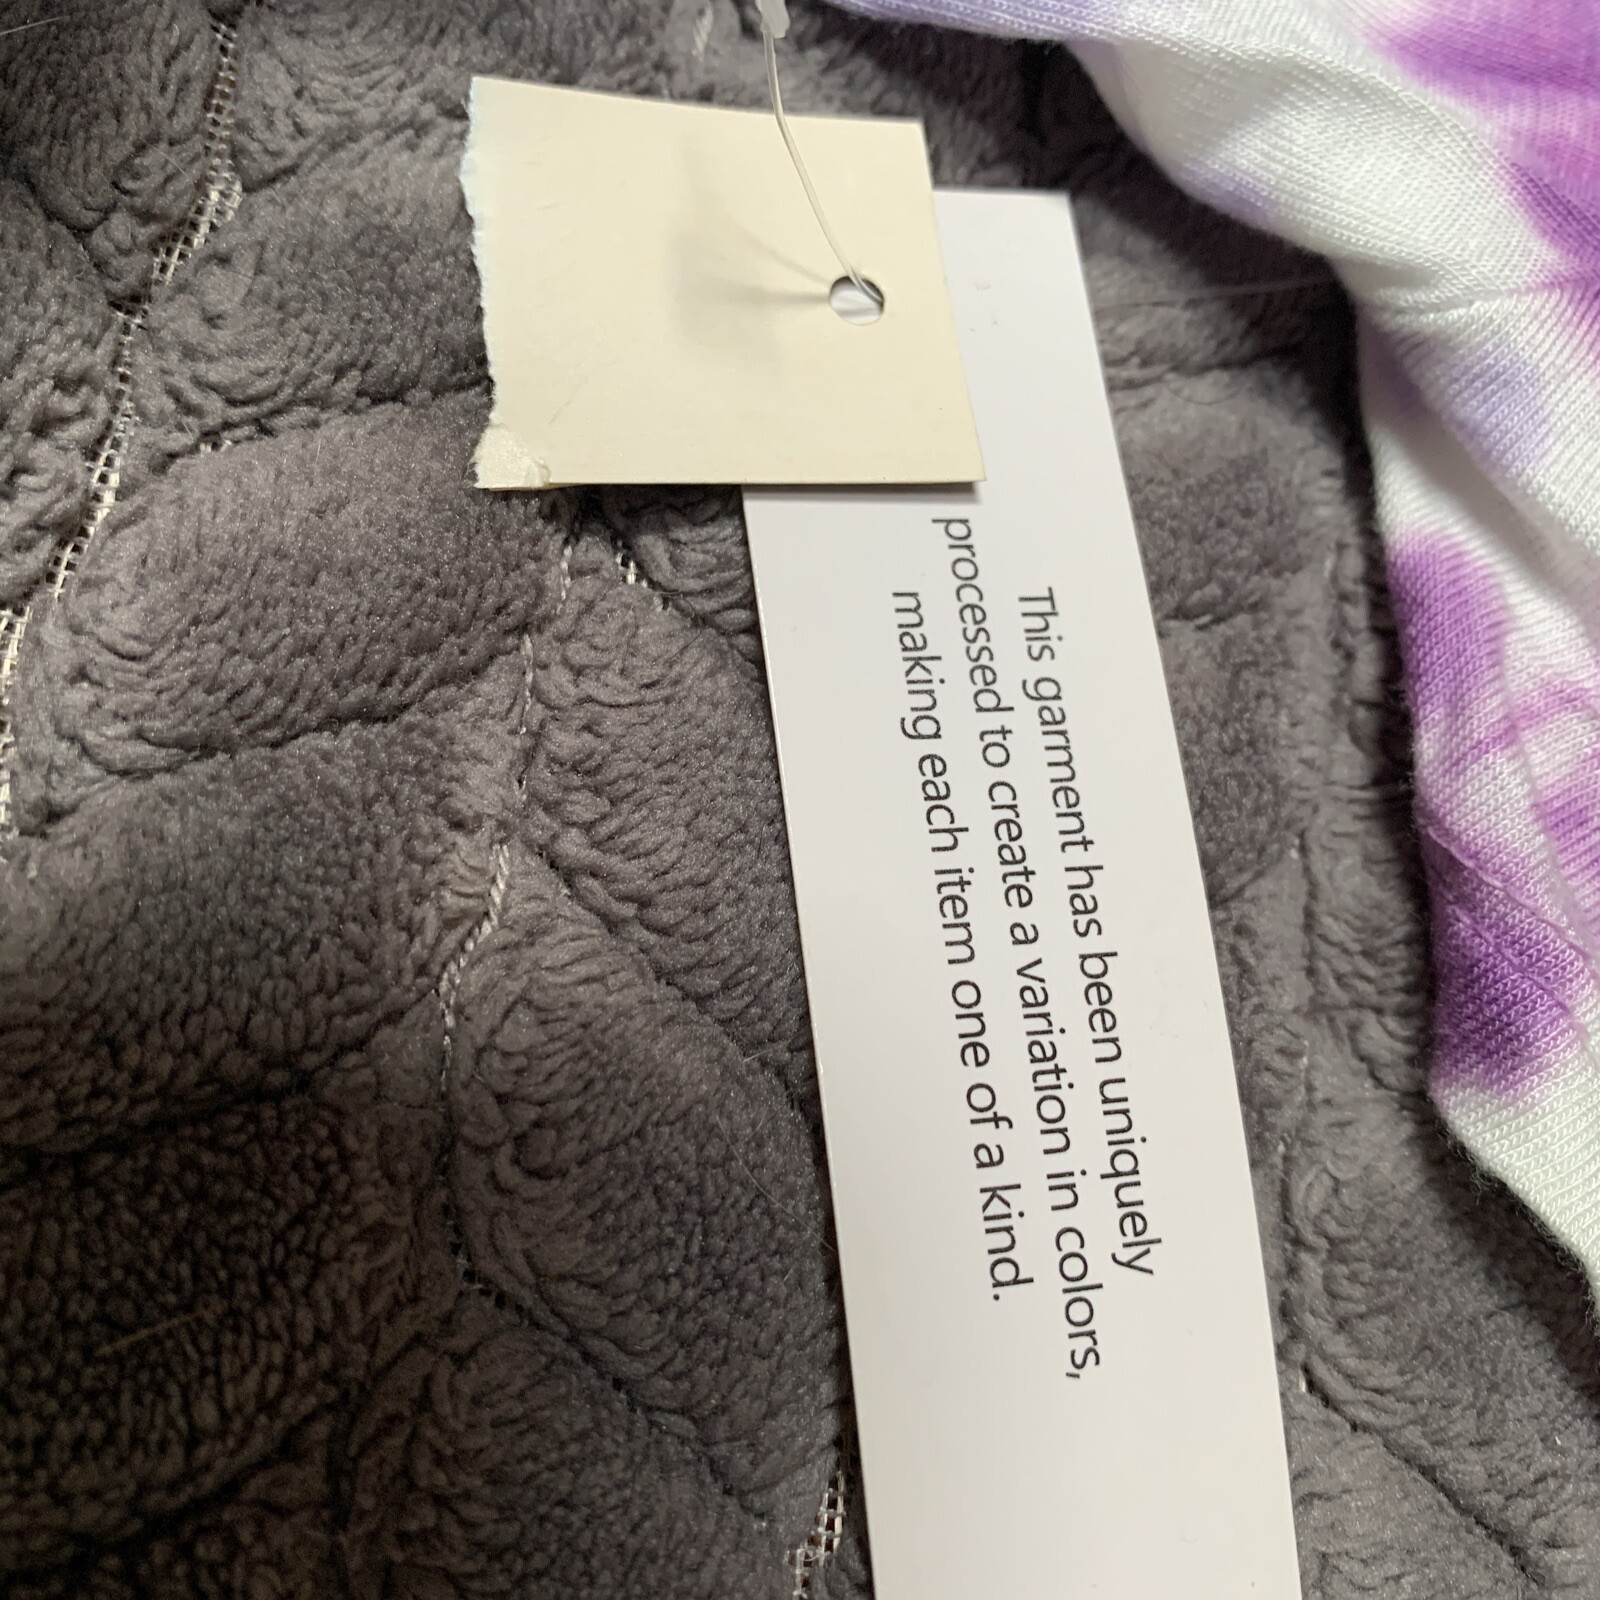 This garment has been uniquely
processed to create a variation in colors,
making each item one of a kind.